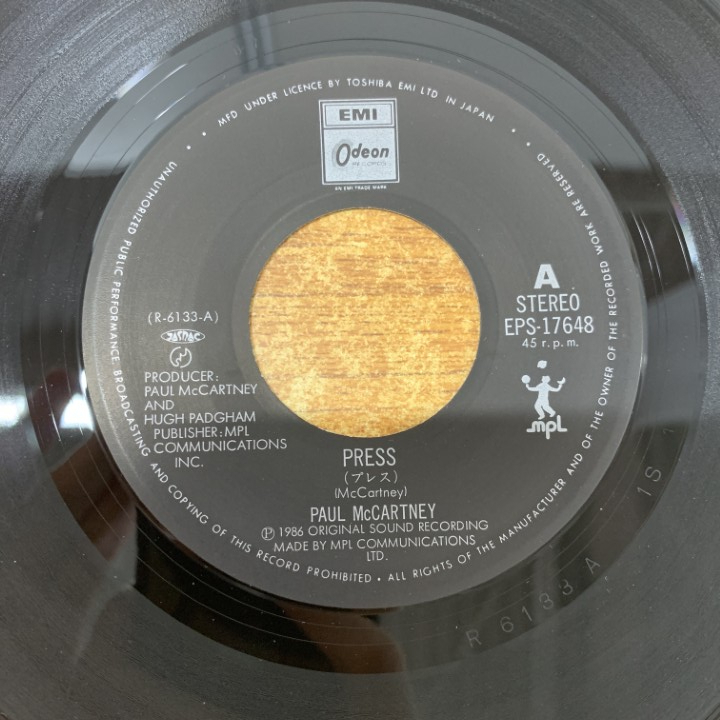 • MFD UNDER LICENCE BY TOSHIBA EMI LTD IN JAPAN •
EMI
Odeon
AN EMI TRADE MARK
(R-6133-A)
JASRAC
A
STEREO
EPS-17648
45 r.p.m.
mpL
PRODUCER:
PAUL McCARTNEY
AND
HUGH PADGHAM
PUBLISHER: MPL
COMMUNICATIONS
INC.
PRESS
(プレス)
(McCartney)
PAUL McCARTNEY
Ⓟ 1986 ORIGINAL SOUND RECORDING
MADE BY MPL COMMUNICATIONS
LTD.
• UNAUTHORIZED PUBLIC PERFORMANCE, BROADCASTING AND COPYING OF THIS RECORD PROHIBITED • ALL RIGHTS OF THE MANUFACTURER AND OF THE OWNER OF THE RECORDED WORK ARE RESERVED •
R 6133 A
1S